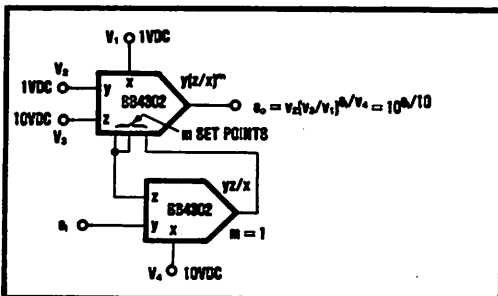 V₁ 1VDC
V₂
1VDC
10VDC
V₃
x
y
z
BB4302
y(z/x)ᵐ
m SET POINTS
e₀ = V₂(V₃/V₁)^eᵢ/V₄ = 10^eᵢ/10
yz/x
z
BB4302
y
x
eᵢ
m = 1
V₄ 10VDC